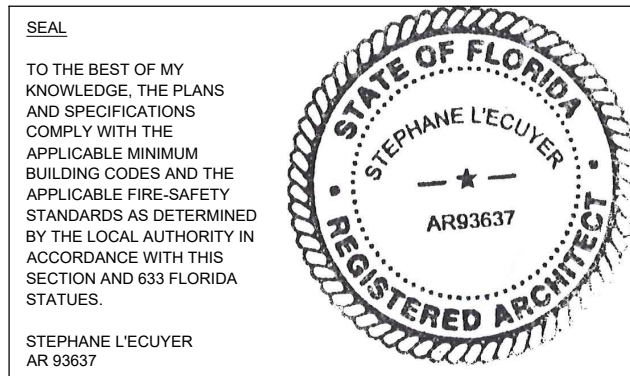 SEAL
TO THE BEST OF MY
KNOWLEDGE, THE PLANS
AND SPECIFICATIONS
COMPLY WITH THE
APPLICABLE MINIMUM
BUILDING CODES AND THE
APPLICABLE FIRE-SAFETY
STANDARDS AS DETERMINED
BY THE LOCAL AUTHORITY IN
ACCORDANCE WITH THIS
SECTION AND 633 FLORIDA
STATUES.
STEPHANE L'ECUYER
AR 93637
STATE OF FLORIDA
STEPHANE L'ECUYER
AR93637
REGISTERED ARCHITECT